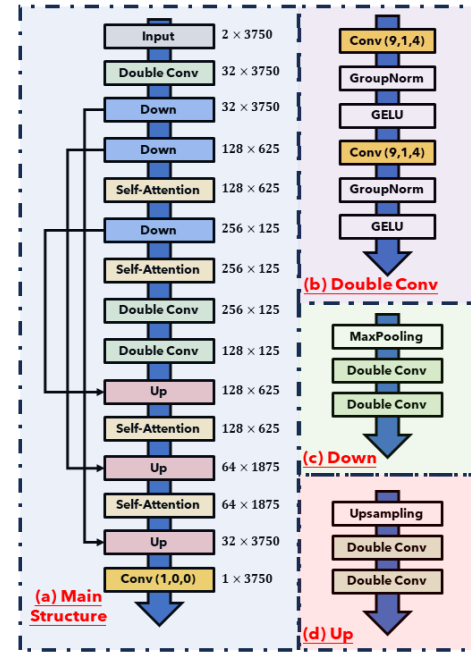 Input 2 × 3750
Double Conv 32 × 3750
Down 32 × 3750
Down 128 × 625
Self-Attention 128 × 625
Down 256 × 125
Self-Attention 256 × 125
Double Conv 256 × 125
Double Conv 128 × 125
Up 128 × 625
Self-Attention 128 × 625
Up 64 × 1875
Self-Attention 64 × 1875
Up 32 × 3750
Conv (1,0,0) 1 × 3750
(a) Main
Structure
Conv (9,1,4)
GroupNorm
GELU
Conv (9,1,4)
GroupNorm
GELU
(b) Double Conv
MaxPooling
Double Conv
Double Conv
(c) Down
Upsampling
Double Conv
Double Conv
(d) Up